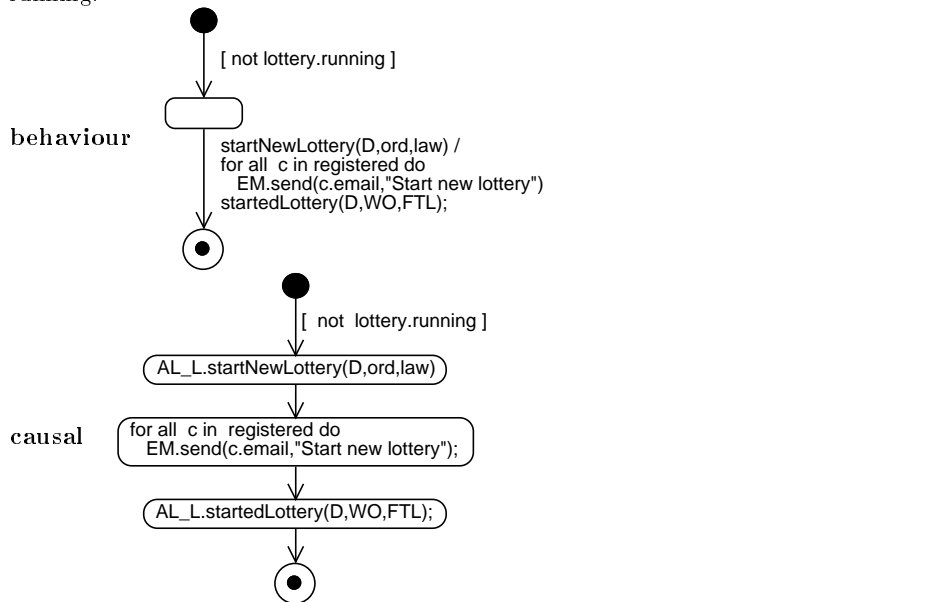 running.
[ not lottery.running ]
behaviour
startNewLottery(D,ord,law) /
for all c in registered do
EM.send(c.email,"Start new lottery")
startedLottery(D,WO,FTL);
[ not lottery.running ]
AL_L.startNewLottery(D,ord,law)
causal
for all c in registered do
EM.send(c.email,"Start new lottery");
AL_L.startedLottery(D,WO,FTL);